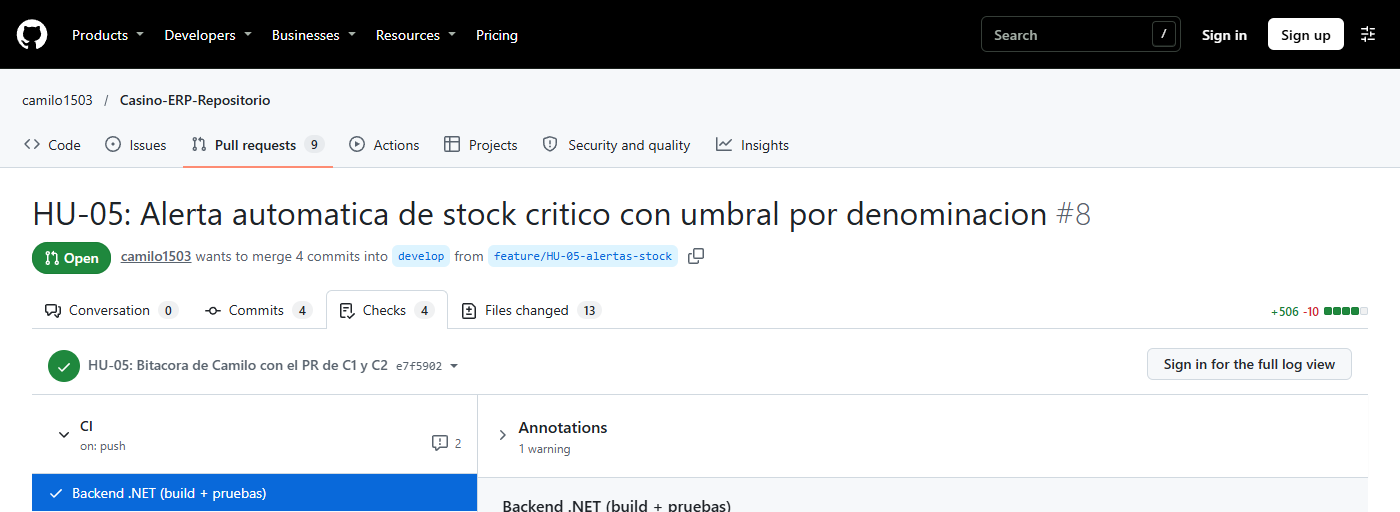 Products Developers Businesses Resources Pricing Search / Sign in Sign up
camilo1503 / Casino-ERP-Repositorio
Code Issues Pull requests 9 Actions Projects Security and quality Insights
HU-05: Alerta automatica de stock critico con umbral por denominacion #8
Open camilo1503 wants to merge 4 commits into develop from feature/HU-05-alertas-stock
Conversation 0 Commits 4 Checks 4 Files changed 13 +506 -10
HU-05: Bitacora de Camilo con el PR de C1 y C2 e7f5902 Sign in for the full log view
CI
on: push
2
Annotations
1 warning
Backend .NET (build + pruebas)
Backend .NET (build + pruebas)